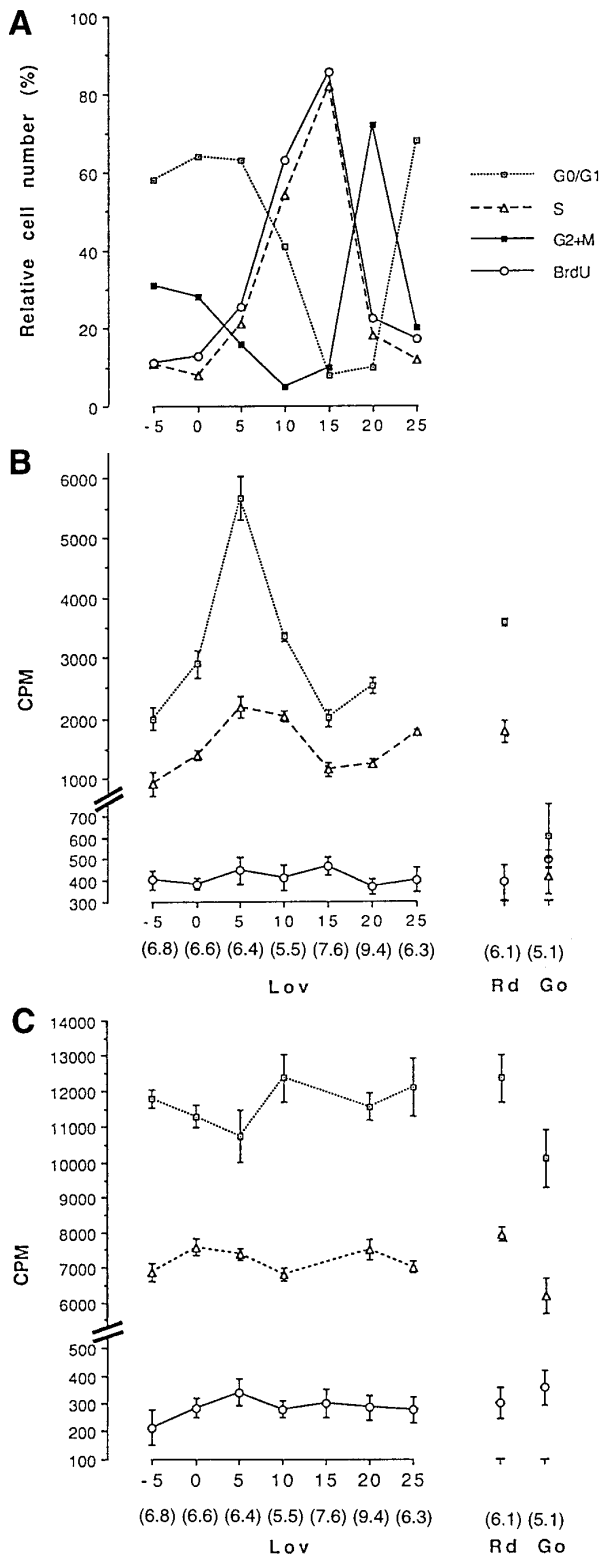 A
100
80
60
40
20
0
Relative cell number (%)
-5 0 5 10 15 20 25
G0/G1
S
G2+M
BrdU
B
6000
5000
4000
3000
2000
1000
700
600
500
400
300
CPM
-5 0 5 10 15 20 25
(6.8) (6.6) (6.4) (5.5) (7.6) (9.4) (6.3) (6.1) (5.1)
Lov Rd Go
C
14000
13000
12000
11000
10000
9000
8000
7000
6000
500
400
300
200
100
CPM
-5 0 5 10 15 20 25
(6.8) (6.6) (6.4) (5.5) (7.6) (9.4) (6.3) (6.1) (5.1)
Lov Rd Go